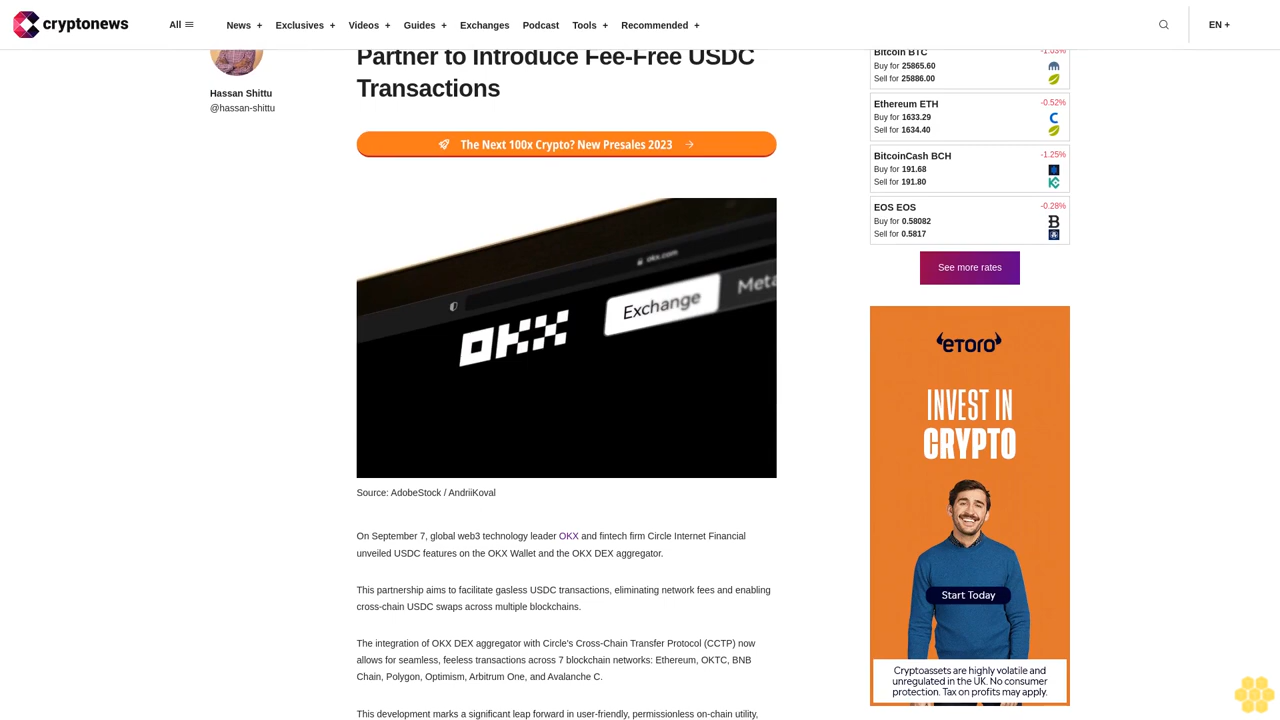 cryptonews
All
News +
Exclusives +
Videos +
Guides +
Exchanges
Podcast
Tools +
Recommended +
EN +
Hassan Shittu
@hassan-shittu
Partner to Introduce Fee-Free USDC
Transactions
The Next 100x Crypto? New Presales 2023
okx.com
OKX
Exchange
Meta
Source: AdobeStock / AndriiKoval
On September 7, global web3 technology leader OKX and fintech firm Circle Internet Financial
unveiled USDC features on the OKX Wallet and the OKX DEX aggregator.
This partnership aims to facilitate gasless USDC transactions, eliminating network fees and enabling
cross-chain USDC swaps across multiple blockchains.
The integration of OKX DEX aggregator with Circle's Cross-Chain Transfer Protocol (CCTP) now
allows for seamless, feeless transactions across 7 blockchain networks: Ethereum, OKTC, BNB
Chain, Polygon, Optimism, Arbitrum One, and Avalanche C.
This development marks a significant leap forward in user-friendly, permissionless on-chain utility,
Bitcoin BTC
-1.03%
Buy for 25865.60
Sell for 25886.00
Ethereum ETH
-0.52%
Buy for 1633.29
Sell for 1634.40
BitcoinCash BCH
-1.25%
Buy for 191.68
Sell for 191.80
EOS EOS
-0.28%
Buy for 0.58082
Sell for 0.5817
See more rates
eToro
INVEST IN
CRYPTO
Start Today
Cryptoassets are highly volatile and
unregulated in the UK. No consumer
protection. Tax on profits may apply.